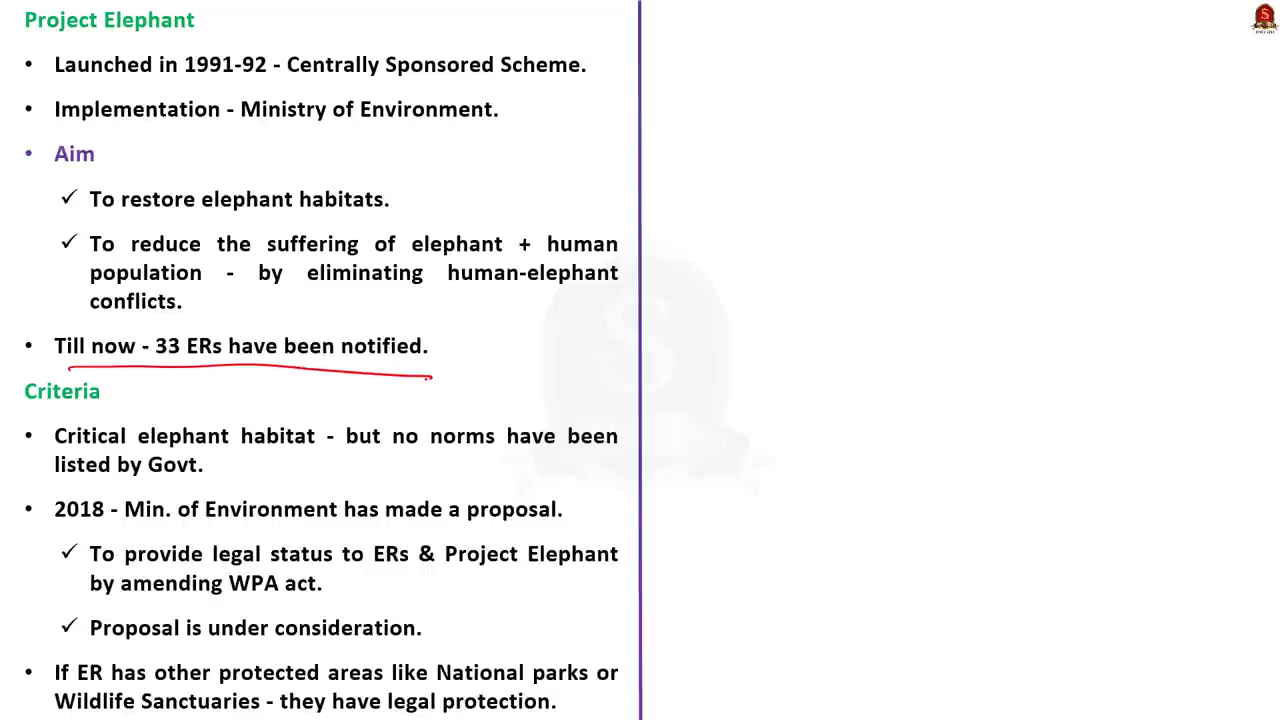 Project Elephant
• Launched in 1991-92 - Centrally Sponsored Scheme.
• Implementation - Ministry of Environment.
• Aim
✓ To restore elephant habitats.
✓ To reduce the suffering of elephant + human
population - by eliminating human-elephant
conflicts.
• Till now - 33 ERs have been notified.
Criteria
• Critical elephant habitat - but no norms have been
listed by Govt.
• 2018 - Min. of Environment has made a proposal.
✓ To provide legal status to ERs & Project Elephant
by amending WPA act.
✓ Proposal is under consideration.
• If ER has other protected areas like National parks or
Wildlife Sanctuaries - they have legal protection.